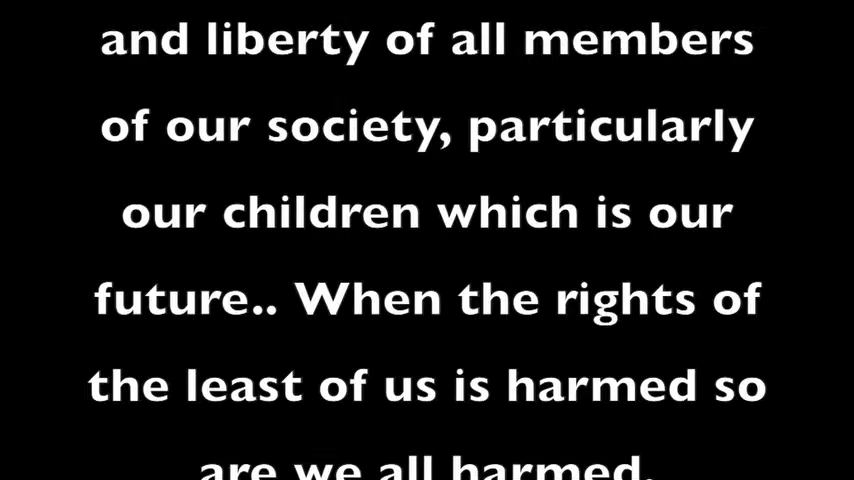 and liberty of all members
of our society, particularly
our children which is our
future.. When the rights of
the least of us is harmed so
are we all harmed.